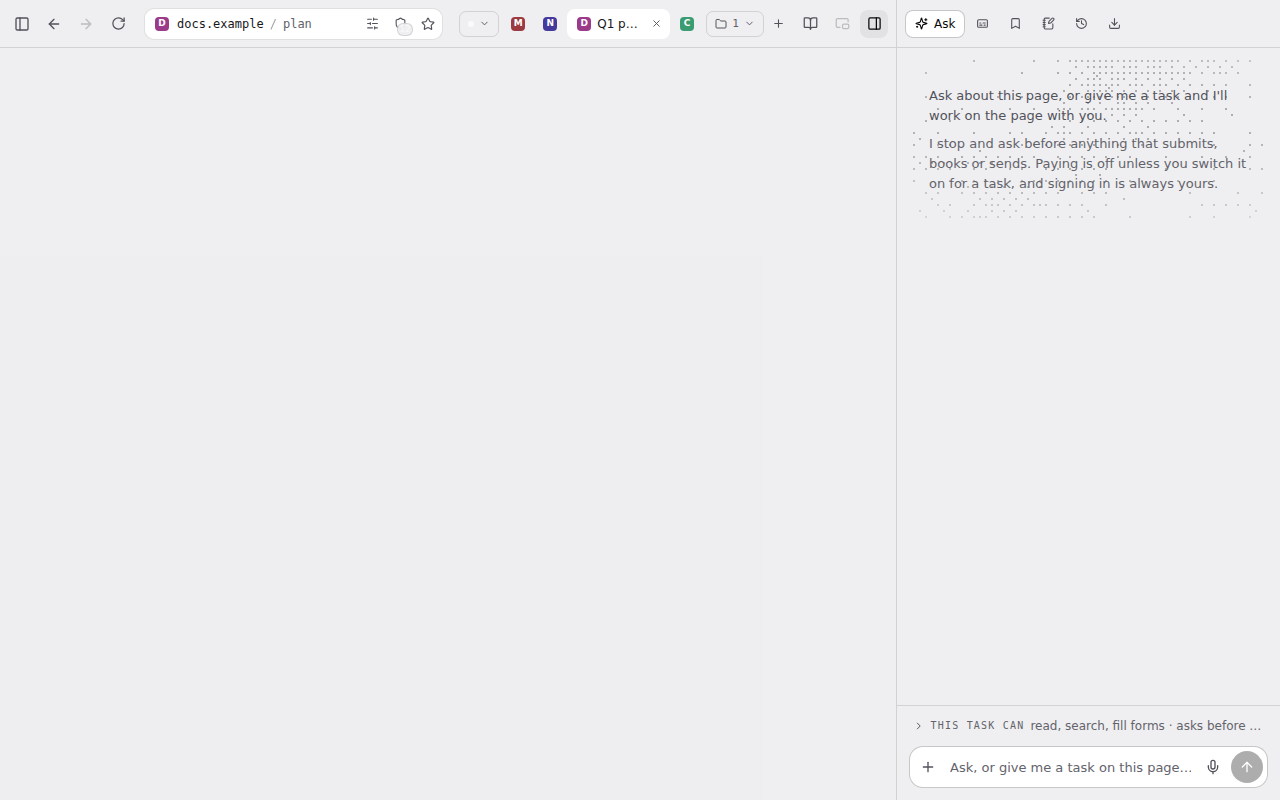 D docs.example / plan
M
N
D Q1 p...
C
1
Ask
Ask about this page, or give me a task and I'll
work on the page with you.
I stop and ask before anything that submits,
books or sends. Paying is off unless you switch it
on for a task, and signing in is always yours.
THIS TASK CAN read, search, fill forms · asks before ...
Ask, or give me a task on this page...